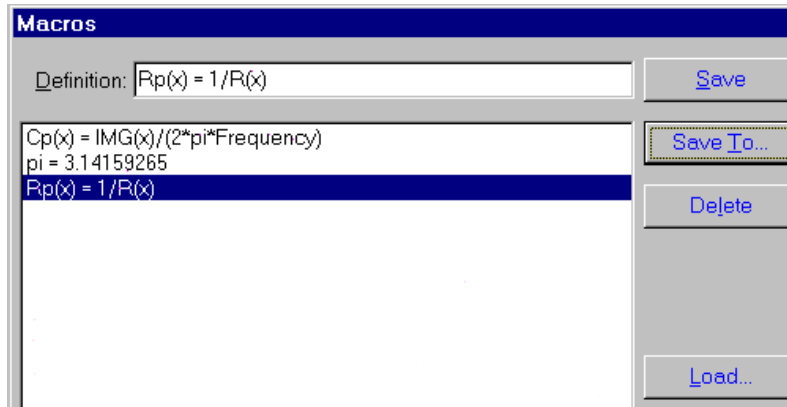 Macros
Definition: Rp(x) = 1/R(x)
Save
Cp(x) = IMG(x)/(2*pi*Frequency)
pi = 3.14159265
Rp(x) = 1/R(x)
Save To...
Delete
Load...